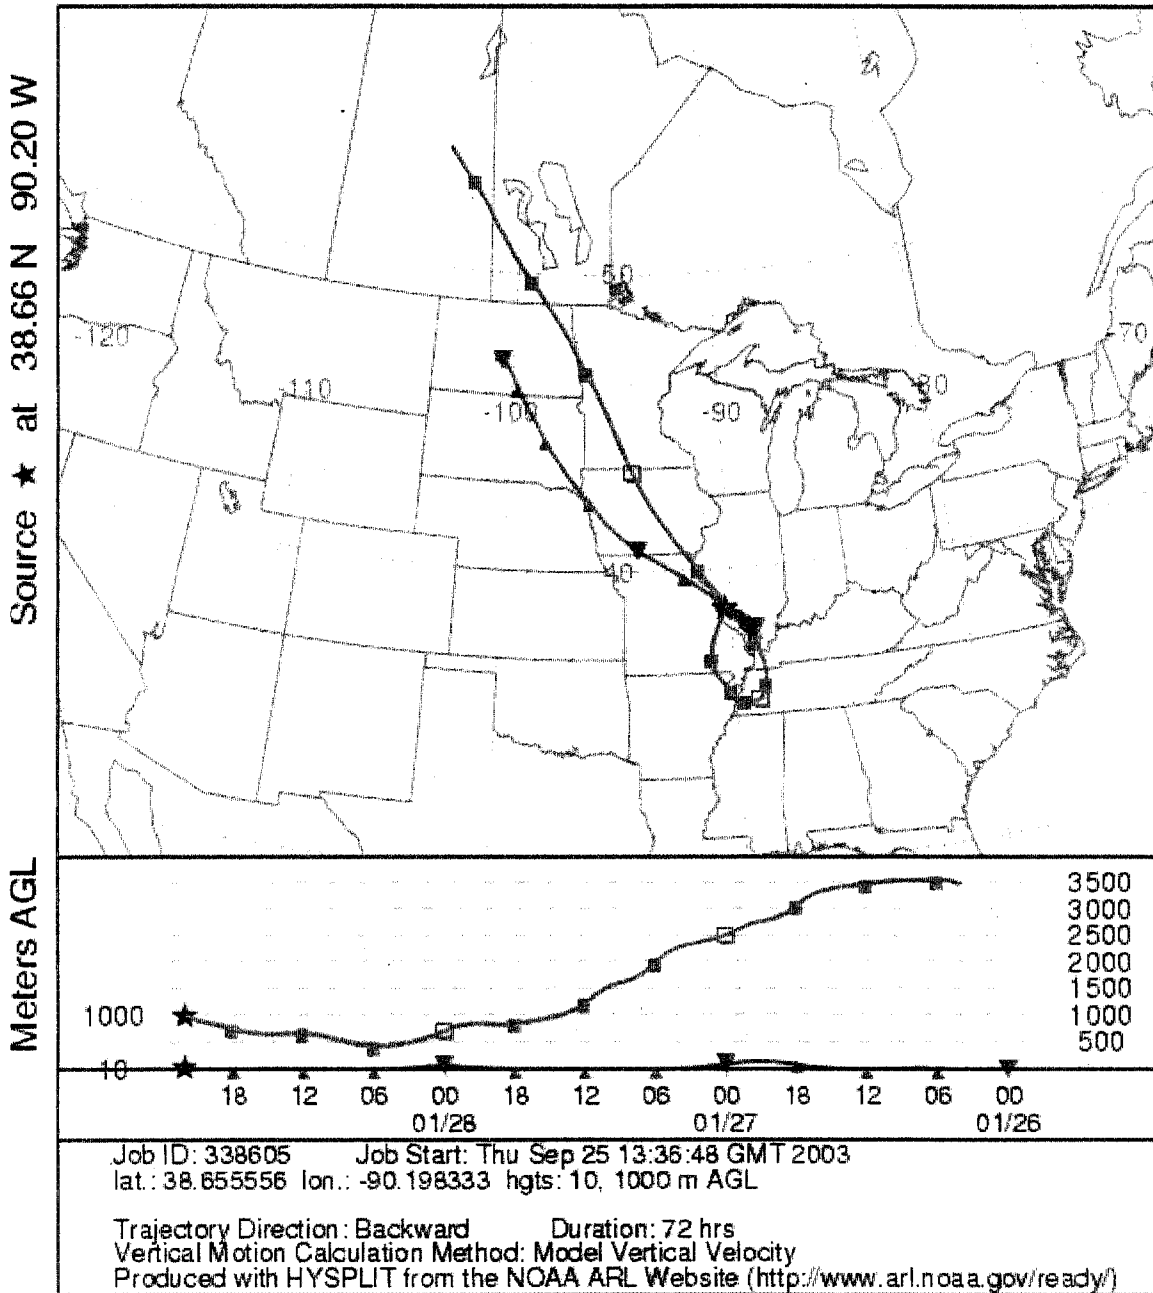 Source ★ at 38.66 N 90.20 W
-50
-120
-70
-110
-100
-90
-80
40
Meters AGL
3500
3000
2500
2000
1500
1000 1000
500
10
18 12 06 00 18 12 06 00 18 12 06 00
01/28 01/27 01/26
Job ID: 338605 Job Start: Thu Sep 25 13:36:48 GMT 2003
lat.: 38.655556 lon.: -90.198333 hgts: 10, 1000 m AGL
Trajectory Direction: Backward Duration: 72 hrs
Vertical Motion Calculation Method: Model Vertical Velocity
Produced with HYSPLIT from the NOAA ARL Website (http://www.arl.noaa.gov/ready/)